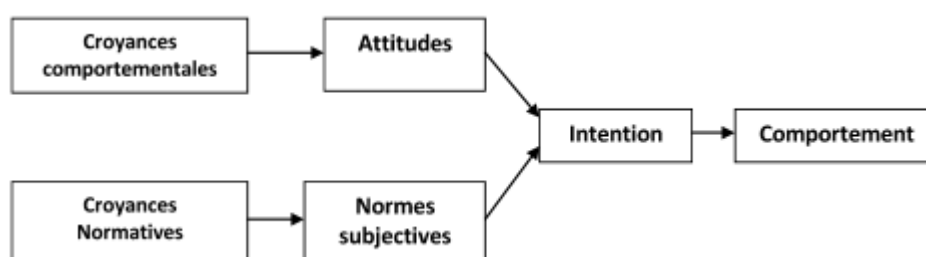 Croyances
comportementales
Attitudes
Intention
Comportement
Croyances
Normatives
Normes
subjectives